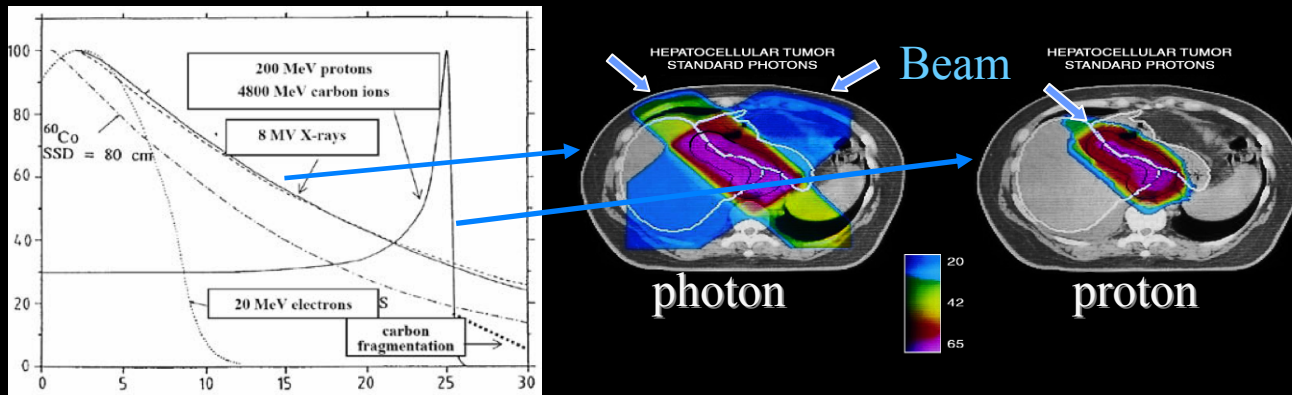 100
80
60
40
20
0
0
5
10
15
20
25
30
⁶⁰Co
SSD = 80 cm
200 MeV protons
4800 MeV carbon ions
8 MV X-rays
20 MeV electrons
S
carbon
fragmentation
HEPATOCELLULAR TUMOR
STANDARD PHOTONS
Beam
HEPATOCELLULAR TUMOR
STANDARD PROTONS
photon
20
42
65
proton